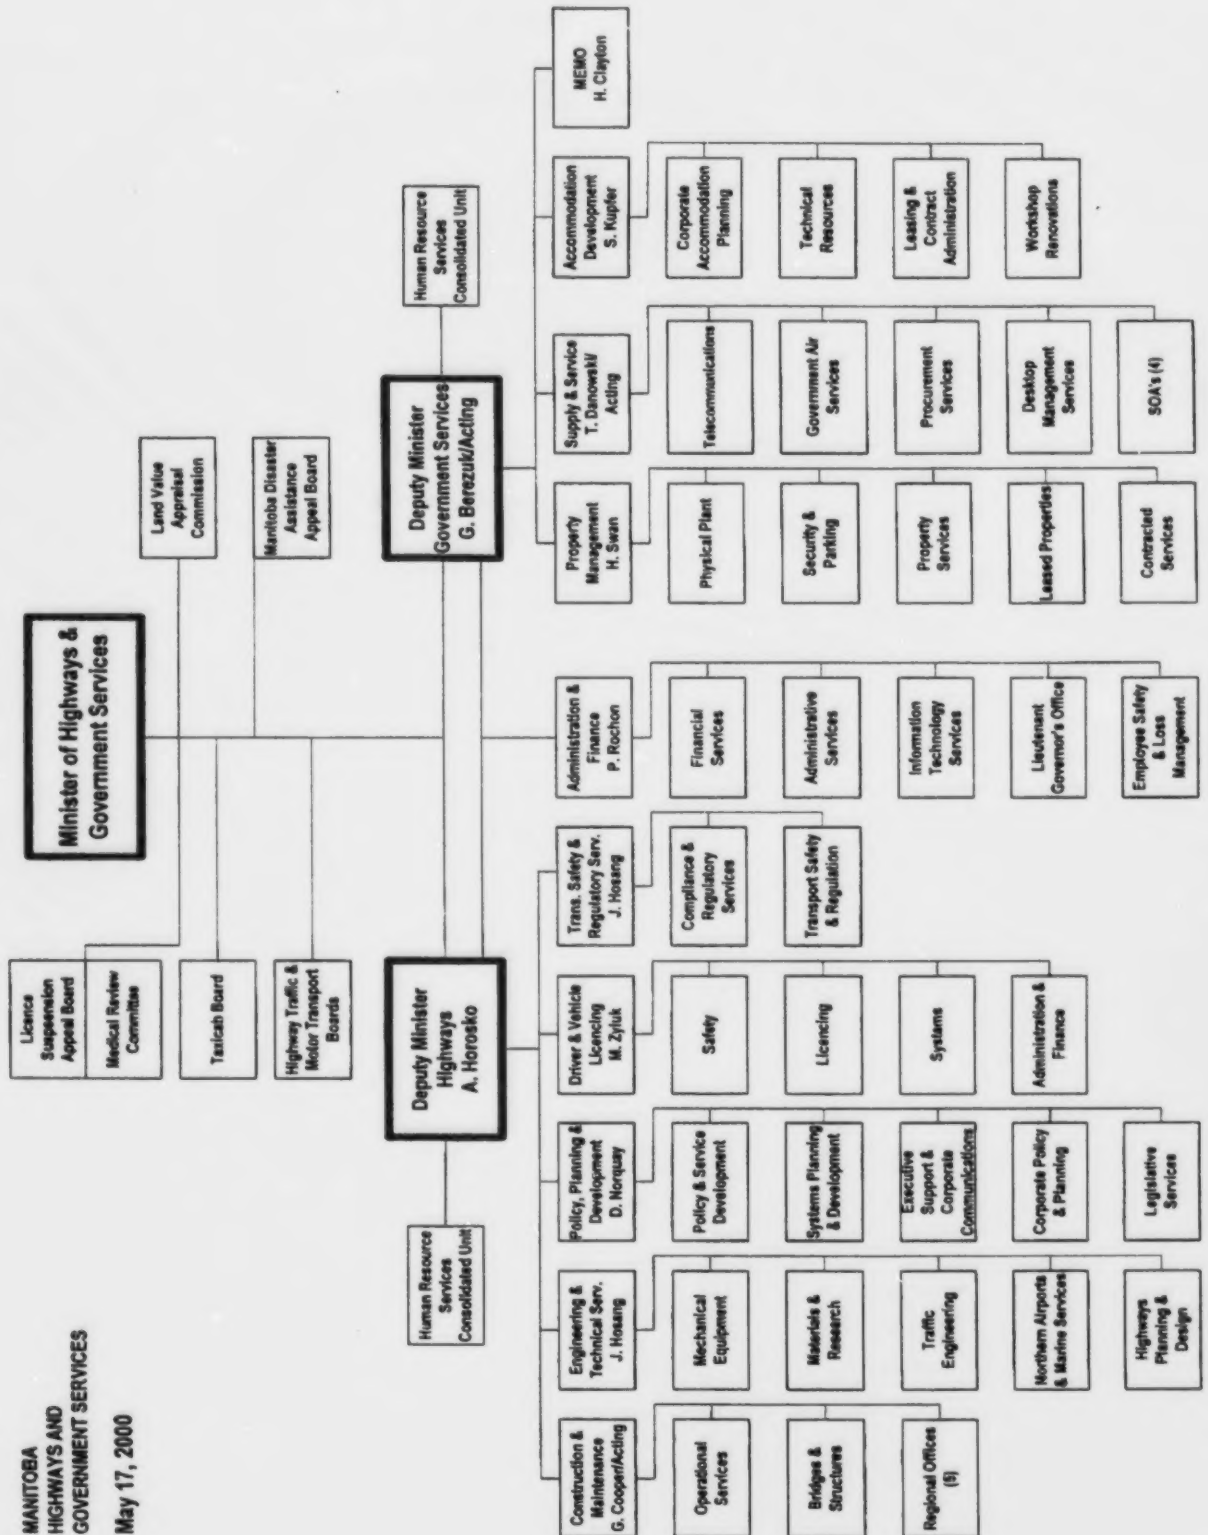 MANITOBA
HIGHWAYS AND
GOVERNMENT SERVICES
May 17, 2000
Minister of Highways &
Government Services
Licence
Suspsension
Appeal Board
Medical Review
Committee
Taxicab Board
Highway Traffic &
Motor Transport
Boards
Land Value
Appraisal
Commission
Manitoba Disaster
Assistance
Appeal Board
Human Resource
Services
Consolidated Unit
Deputy Minister
Highways
A. Horosko
Deputy Minister
Government Services
G. Berezuk/Acting
Human Resource
Services
Consolidated Unit
Construction &
Maintenance
G. Cooper/Acting
Operational
Services
Bridges &
Structures
Regional Offices
(5)
Engineering &
Technical Serv.
J. Hosang
Mechanical
Equipment
Materials &
Research
Traffic
Engineering
Northern Airports
& Marine Services
Highways
Planning &
Design
Policy, Planning &
Development
D. Norquay
Policy & Service
Development
Systems Planning
& Development
Executive
Support &
Corporate
Communications
Corporate Policy
& Planning
Legislative
Services
Driver & Vehicle
Licencing
M. Zyluk
Safety
Licencing
Systems
Administration &
Finance
Trans. Safety &
Regulatory Serv.
J. Hosang
Compliance &
Regulatory
Services
Transport Safety
& Regulation
Administration &
Finance
P. Rochon
Financial
Services
Administrative
Services
Information
Technology
Services
Lieutenant
Governor's Office
Employee Safety
& Loss
Management
Property
Management
H. Swan
Physical Plant
Security &
Parking
Property
Services
Leased Properties
Contracted
Services
Supply & Service
T. Danowski/
Acting
Telecommunications
Government Air
Services
Procurement
Services
Desktop
Management
Services
SOA's (4)
Accommodation
Development
S. Kupfer
Corporate
Accommodation
Planning
Technical
Resources
Leasing &
Contract
Administration
Workshop
Renovations
MEMO
H. Clayton